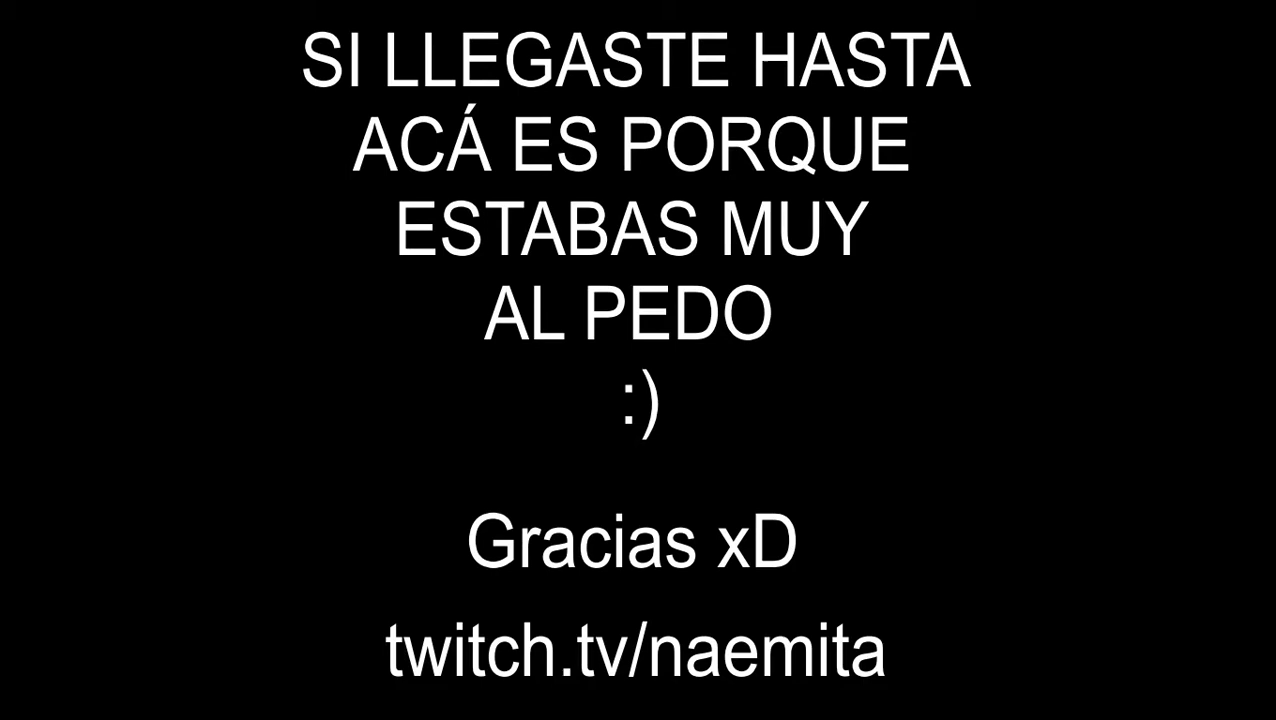 SI LLEGASTE HASTA
ACÁ ES PORQUE
ESTABAS MUY
AL PEDO
:)
Gracias xD
twitch.tv/naemita